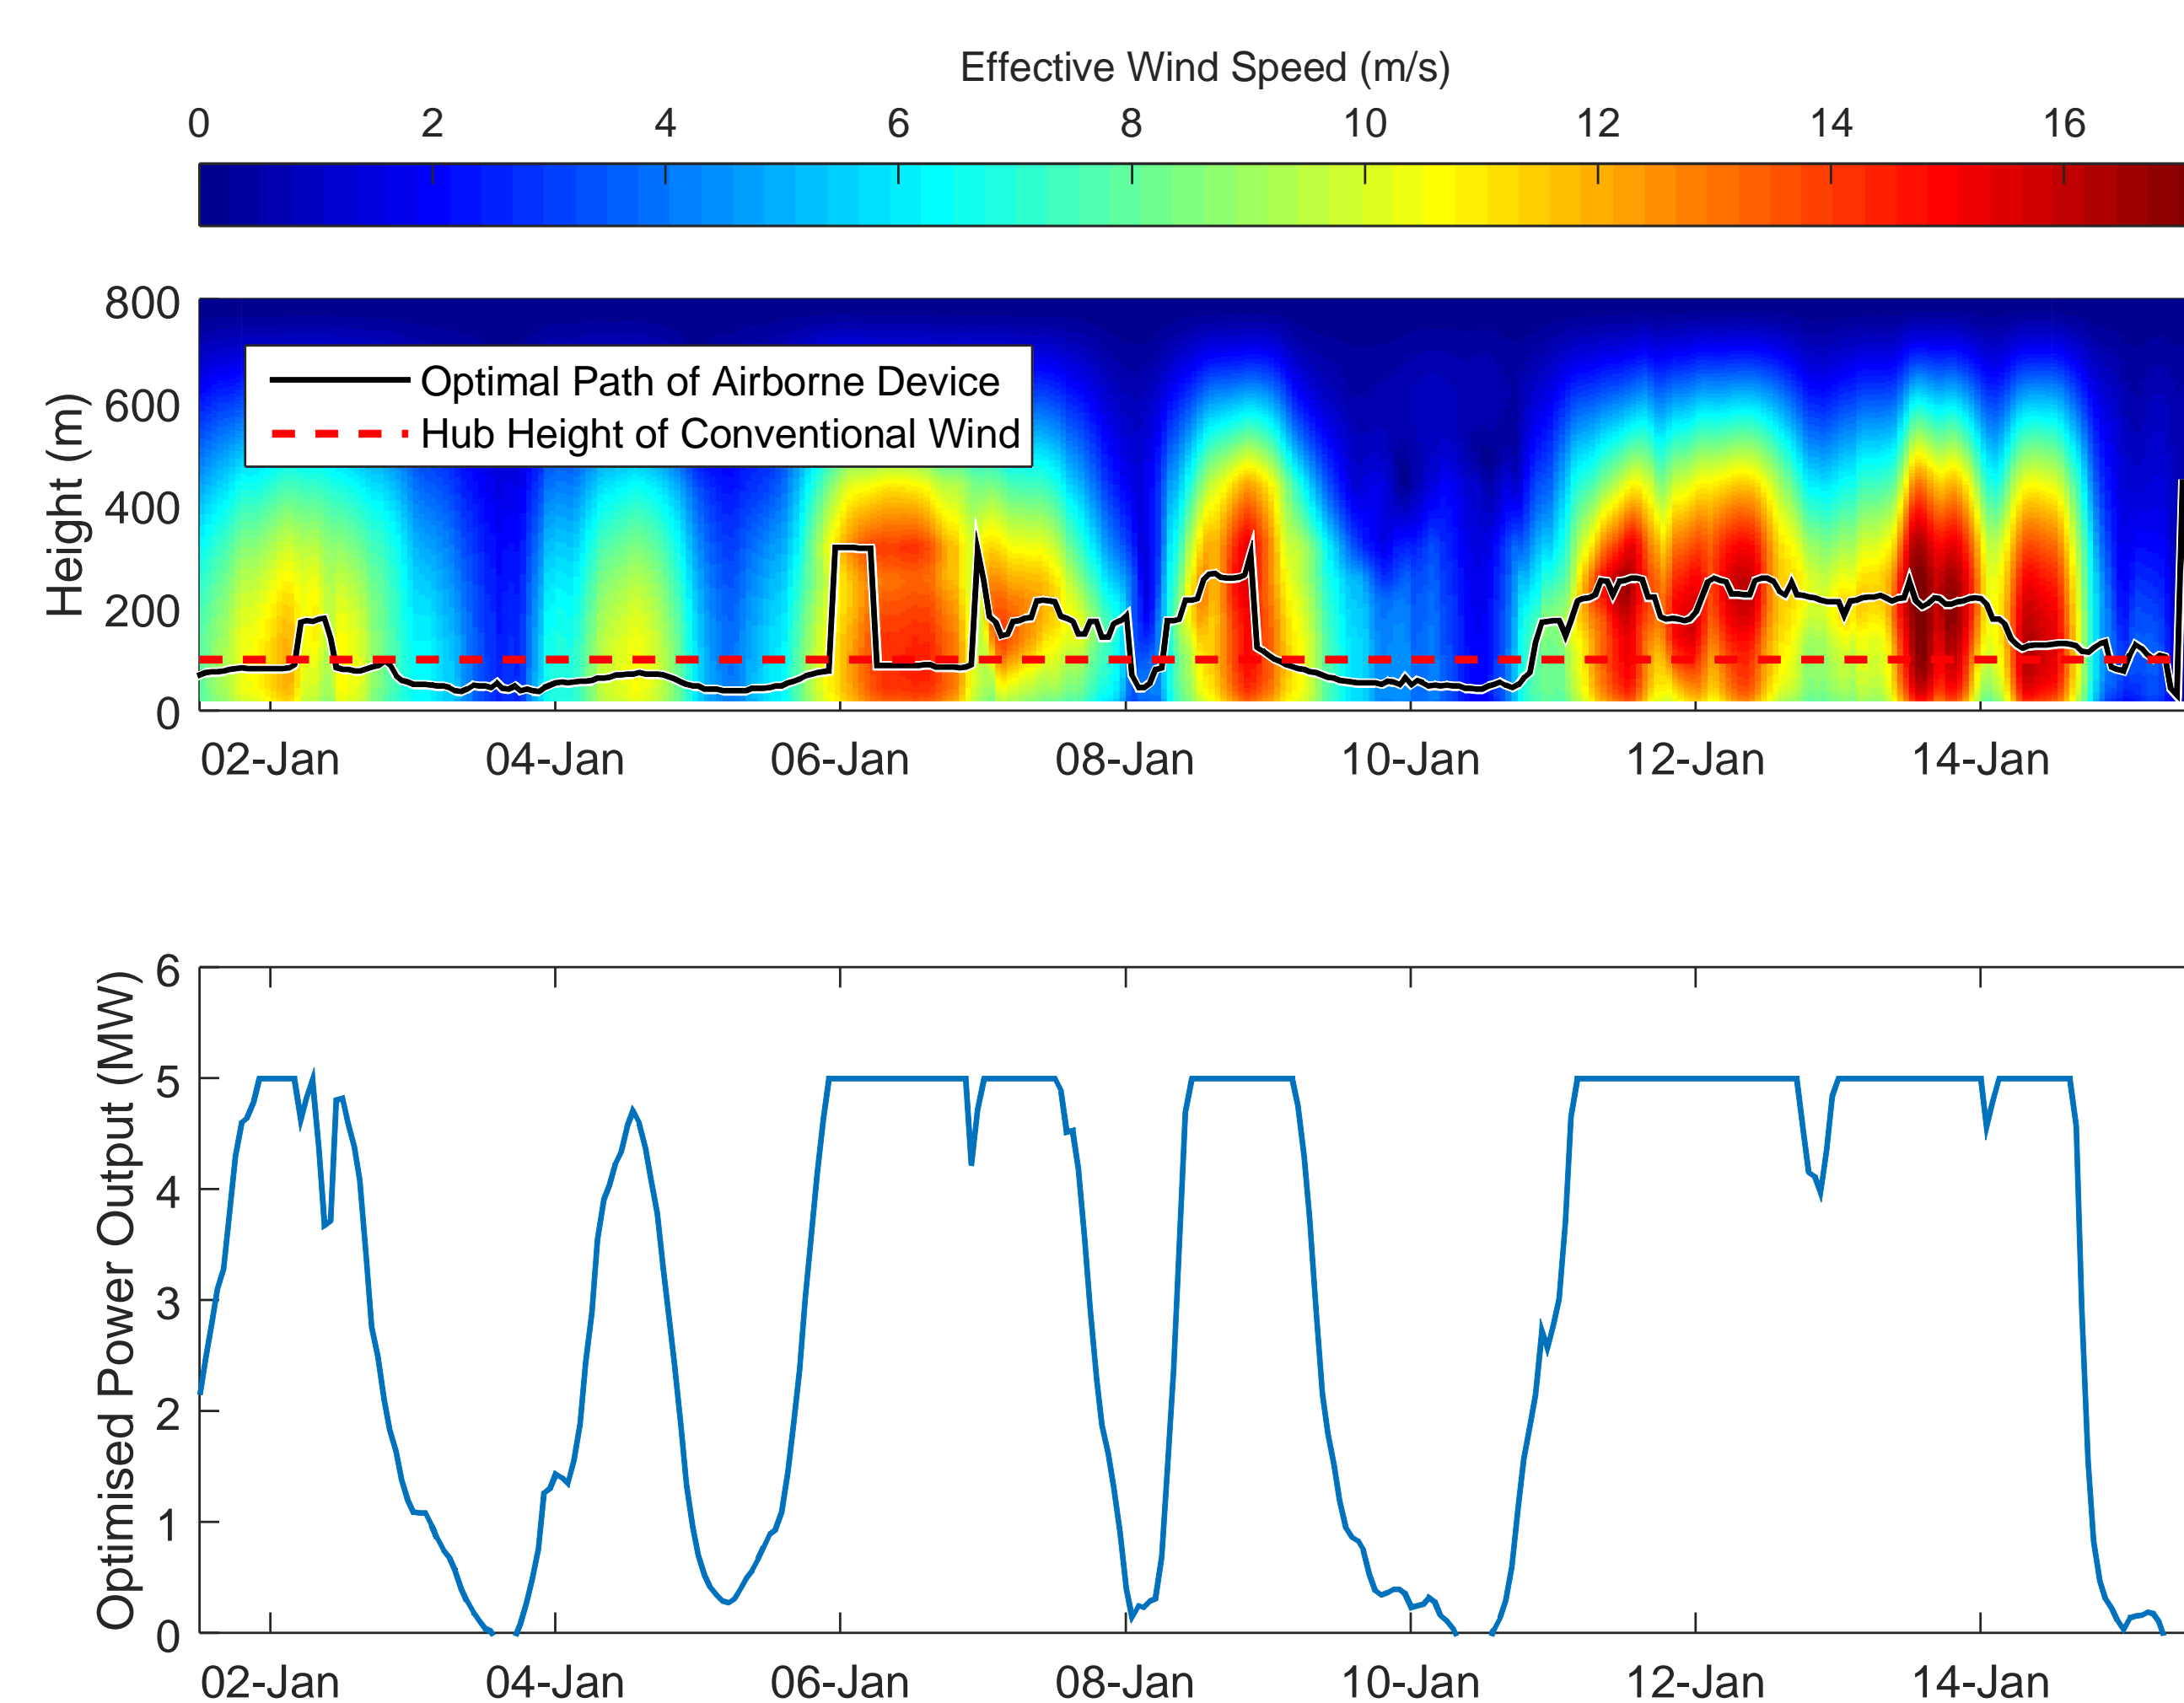 Effective Wind Speed (m/s)
0 2 4 6 8 10 12 14 16
Height (m)
800
600
400
200
0
Optimal Path of Airborne Device
Hub Height of Conventional Wind
02-Jan 04-Jan 06-Jan 08-Jan 10-Jan 12-Jan 14-Jan
Optimised Power Output (MW)
6
5
4
3
2
1
0
02-Jan 04-Jan 06-Jan 08-Jan 10-Jan 12-Jan 14-Jan